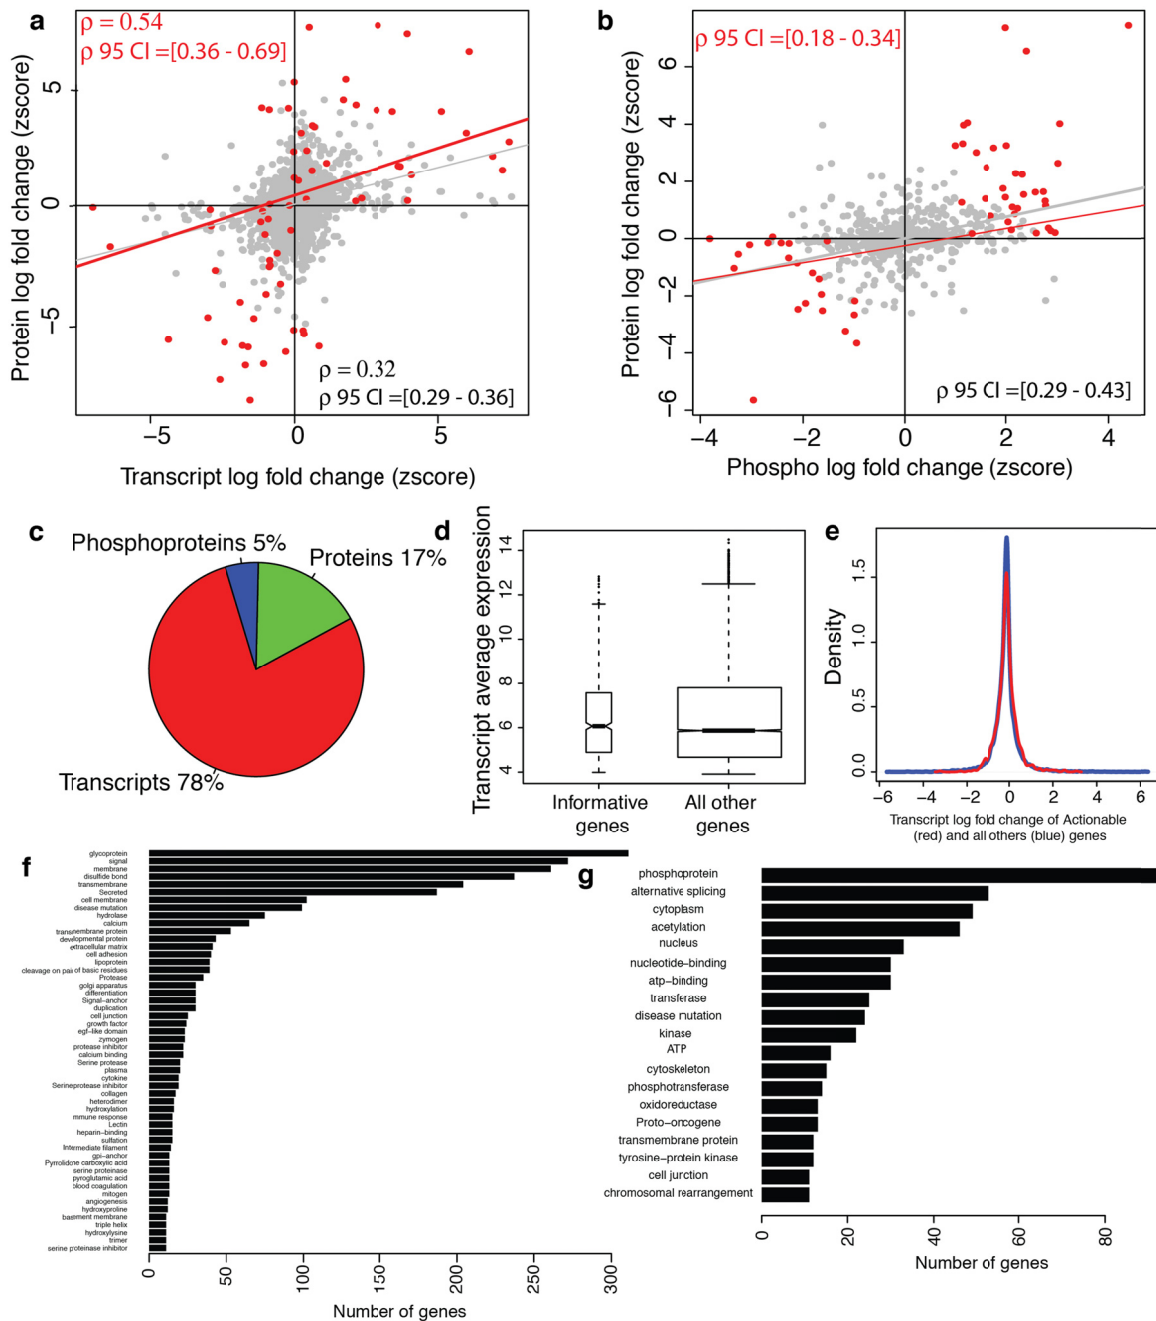 a
ρ = 0.54
ρ 95 CI =[0.36 - 0.69]
5
0
−5
Protein log fold change (zscore)
ρ = 0.32
ρ 95 CI =[0.29 - 0.36]
−5
0
5
Transcript log fold change (zscore)
b
ρ 95 CI =[0.18 - 0.34]
6
4
2
0
−2
−4
−6
Protein log fold change (zscore)
ρ 95 CI =[0.29 - 0.43]
−4
−2
0
2
4
Phospho log fold change (zscore)
c
Phosphoproteins 5%
Proteins 17%
Transcripts 78%
d
Transcript average expression
14
12
10
8
6
4
Informative
genes
All other
genes
e
Density
1.5
1.0
0.5
0.0
−6
−4
−2
0
2
4
6
Transcript log fold change of Actionable
(red) and all others (blue) genes
f
glycoprotein
signal
membrane
disulfide bond
transmembrane
Secreted
cell membrane
disease mutation
hydrolase
calcium
transmembrane protein
developmental protein
extracellular matrix
cell adhesion
lipoprotein
cleavage on pair of basic residues
Protease
golgi apparatus
differentiation
Signal−anchor
duplication
cell junction
growth factor
egf−like domain
zymogen
protease inhibitor
calcium binding
Serine protease
plasma
cytokine
Serineprotease inhibitor
collagen
heterodimer
hydroxylation
immune response
Lectin
heparin−binding
sulfation
Intermediate filament
gpi−anchor
Pyrrolidone carboxylic acid
serine proteinase
pyroglutamic acid
blood coagulation
mitogen
angiogenesis
hydroxyproline
basement membrane
triple helix
hydroxylysine
trimer
serine proteinase inhibitor
0
50
100
150
200
250
300
Number of genes
g
phosphoprotein
alternative splicing
cytoplasm
acetylation
nucleus
nucleotide−binding
atp−binding
transferase
disease mutation
kinase
ATP
cytoskeleton
phosphotransferase
oxidoreductase
Proto−oncogene
transmembrane protein
tyrosine−protein kinase
cell junction
chromosomal rearrangement
0
20
40
60
80
Number of genes